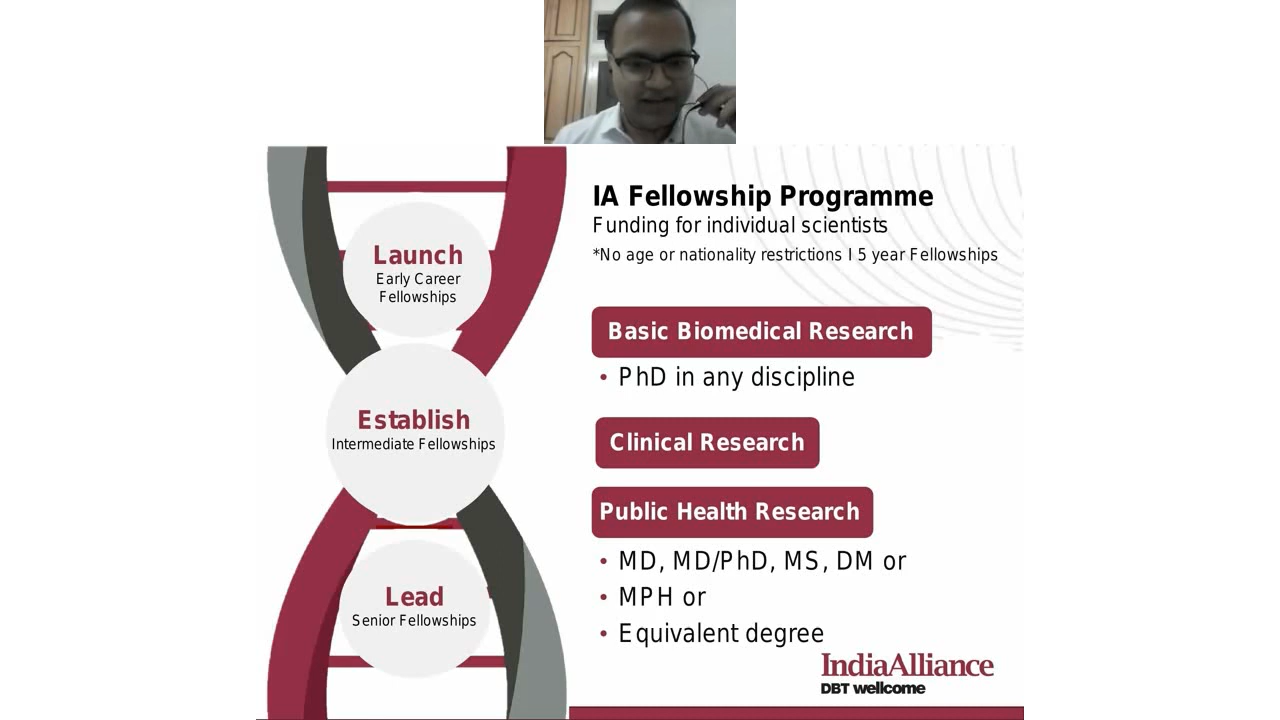 IA Fellowship Programme
Funding for individual scientists
*No age or nationality restrictions I 5 year Fellowships
Launch
Early Career
Fellowships
Establish
Intermediate Fellowships
Lead
Senior Fellowships
Basic Biomedical Research
• PhD in any discipline
Clinical Research
Public Health Research
• MD, MD/PhD, MS, DM or
• MPH or
• Equivalent degree
IndiaAlliance
DBT wellcome